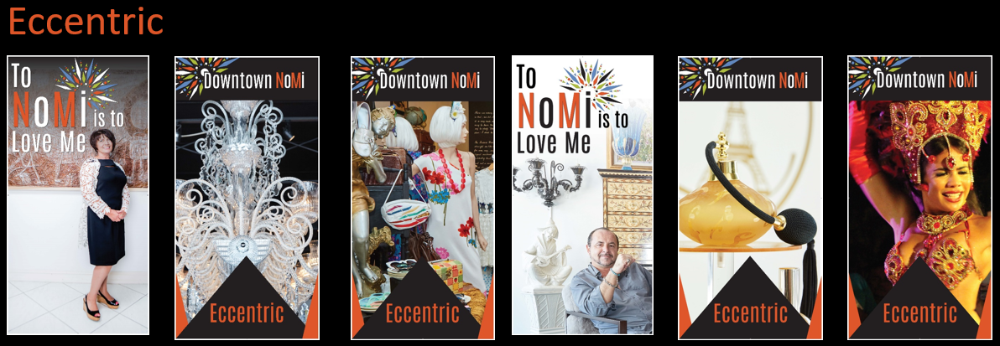 Eccentric
To
NoMi is to
Love Me
Downtown NoMi
Eccentric
Downtown NoMi
Eccentric
To
NoMi is to
Love Me
Downtown NoMi
Eccentric
Downtown NoMi
Eccentric